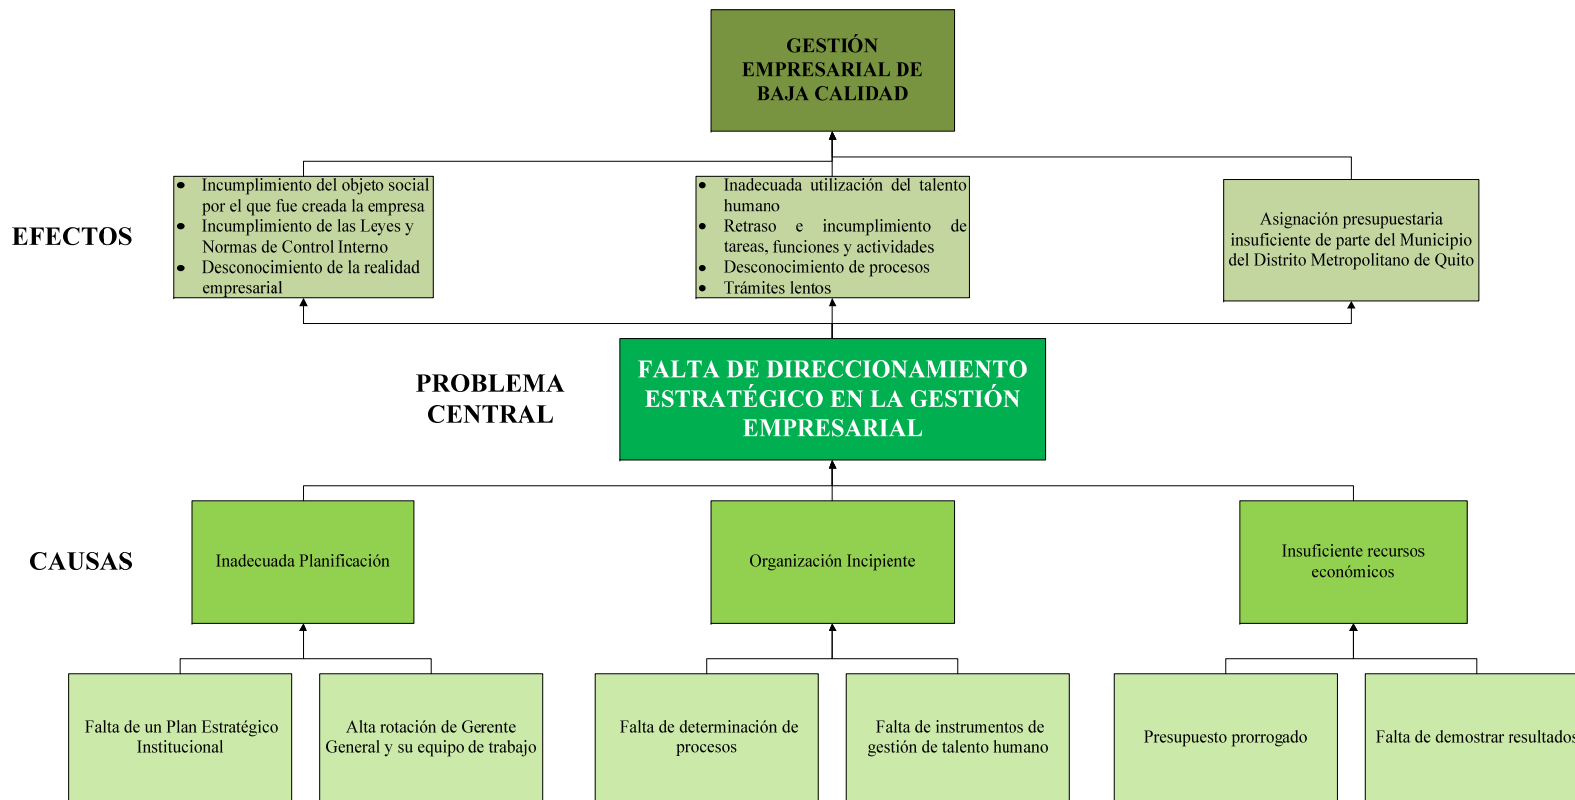 GESTIÓN
EMPRESARIAL DE
BAJA CALIDAD
EFECTOS
• Incumplimiento del objeto social
por el que fue creada la empresa
• Incumplimiento de las Leyes y
Normas de Control Interno
• Desconocimiento de la realidad
empresarial
• Inadecuada utilización del talento
humano
• Retraso e incumplimiento de
tareas, funciones y actividades
• Desconocimiento de procesos
• Trámites lentos
Asignación presupuestaria
insuficiente de parte del Municipio
del Distrito Metropolitano de Quito
PROBLEMA
CENTRAL
FALTA DE DIRECCIONAMIENTO
ESTRATÉGICO EN LA GESTIÓN
EMPRESARIAL
CAUSAS
Inadecuada Planificación
Organización Incipiente
Insuficiente recursos
económicos
Falta de un Plan Estratégico
Institucional
Alta rotación de Gerente
General y su equipo de trabajo
Falta de determinación de
procesos
Falta de instrumentos de
gestión de talento humano
Presupuesto prorrogado
Falta de demostrar resultados